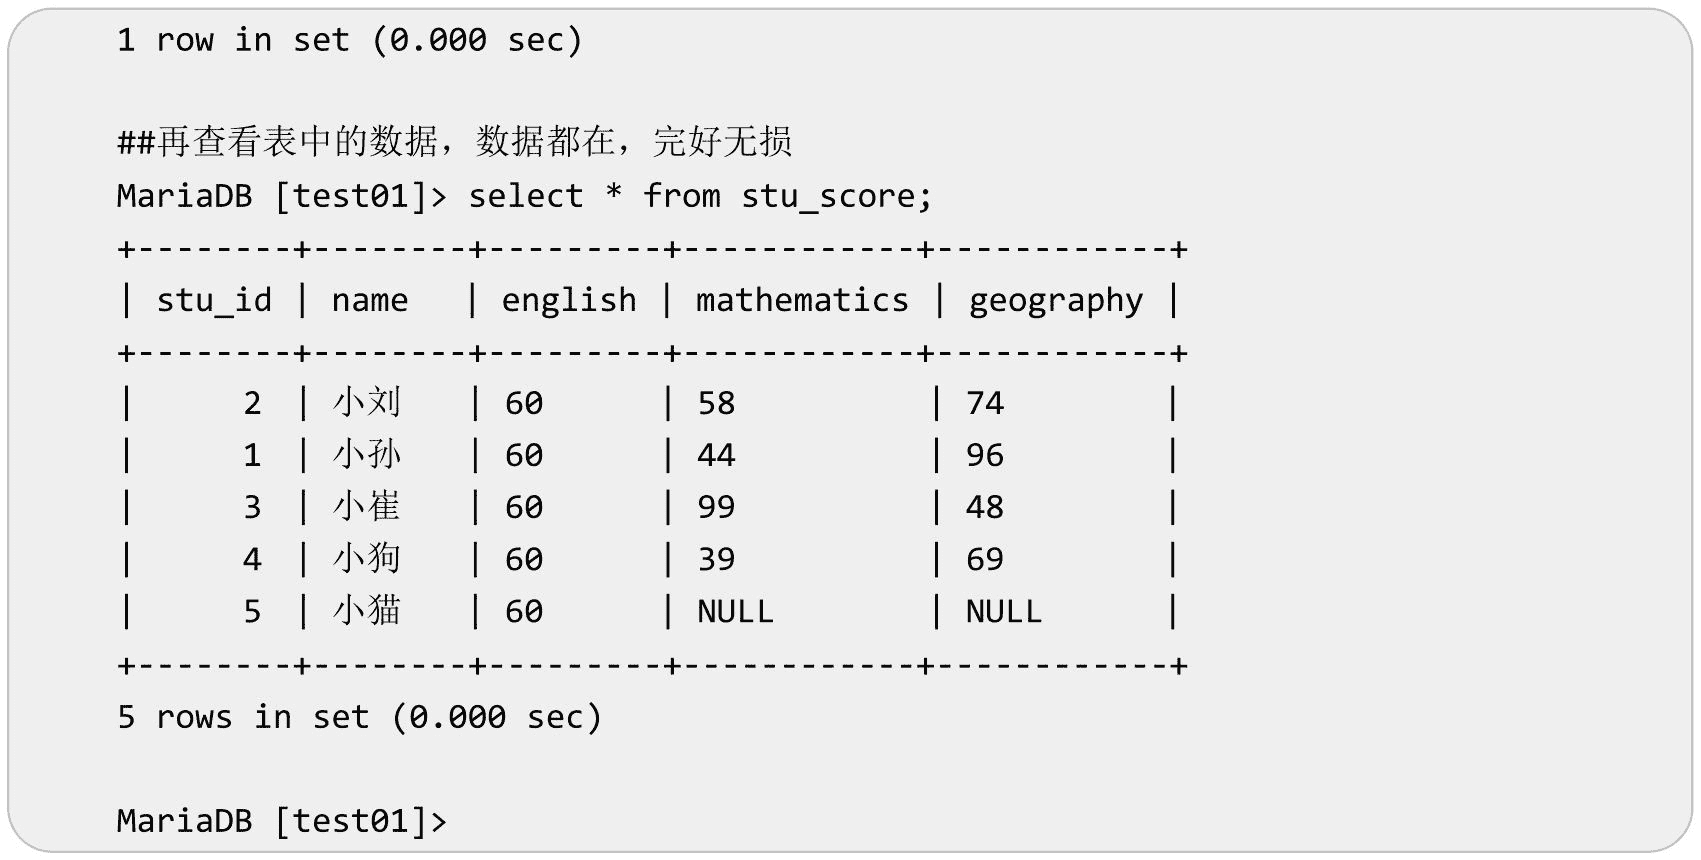 1 row in set (0.000 sec)
##再查看表中的数据，数据都在，完好无损
MariaDB [test01]> select * from stu_score;
+--------+--------+---------+------------+------------+
| stu_id | name   | english | mathematics | geography |
+--------+--------+---------+------------+------------+
|      2 | 小刘   | 60      | 58          | 74        |
|      1 | 小孙   | 60      | 44          | 96        |
|      3 | 小崔   | 60      | 99          | 48        |
|      4 | 小狗   | 60      | 39          | 69        |
|      5 | 小猫   | 60      | NULL        | NULL      |
+--------+--------+---------+------------+------------+
5 rows in set (0.000 sec)
MariaDB [test01]>